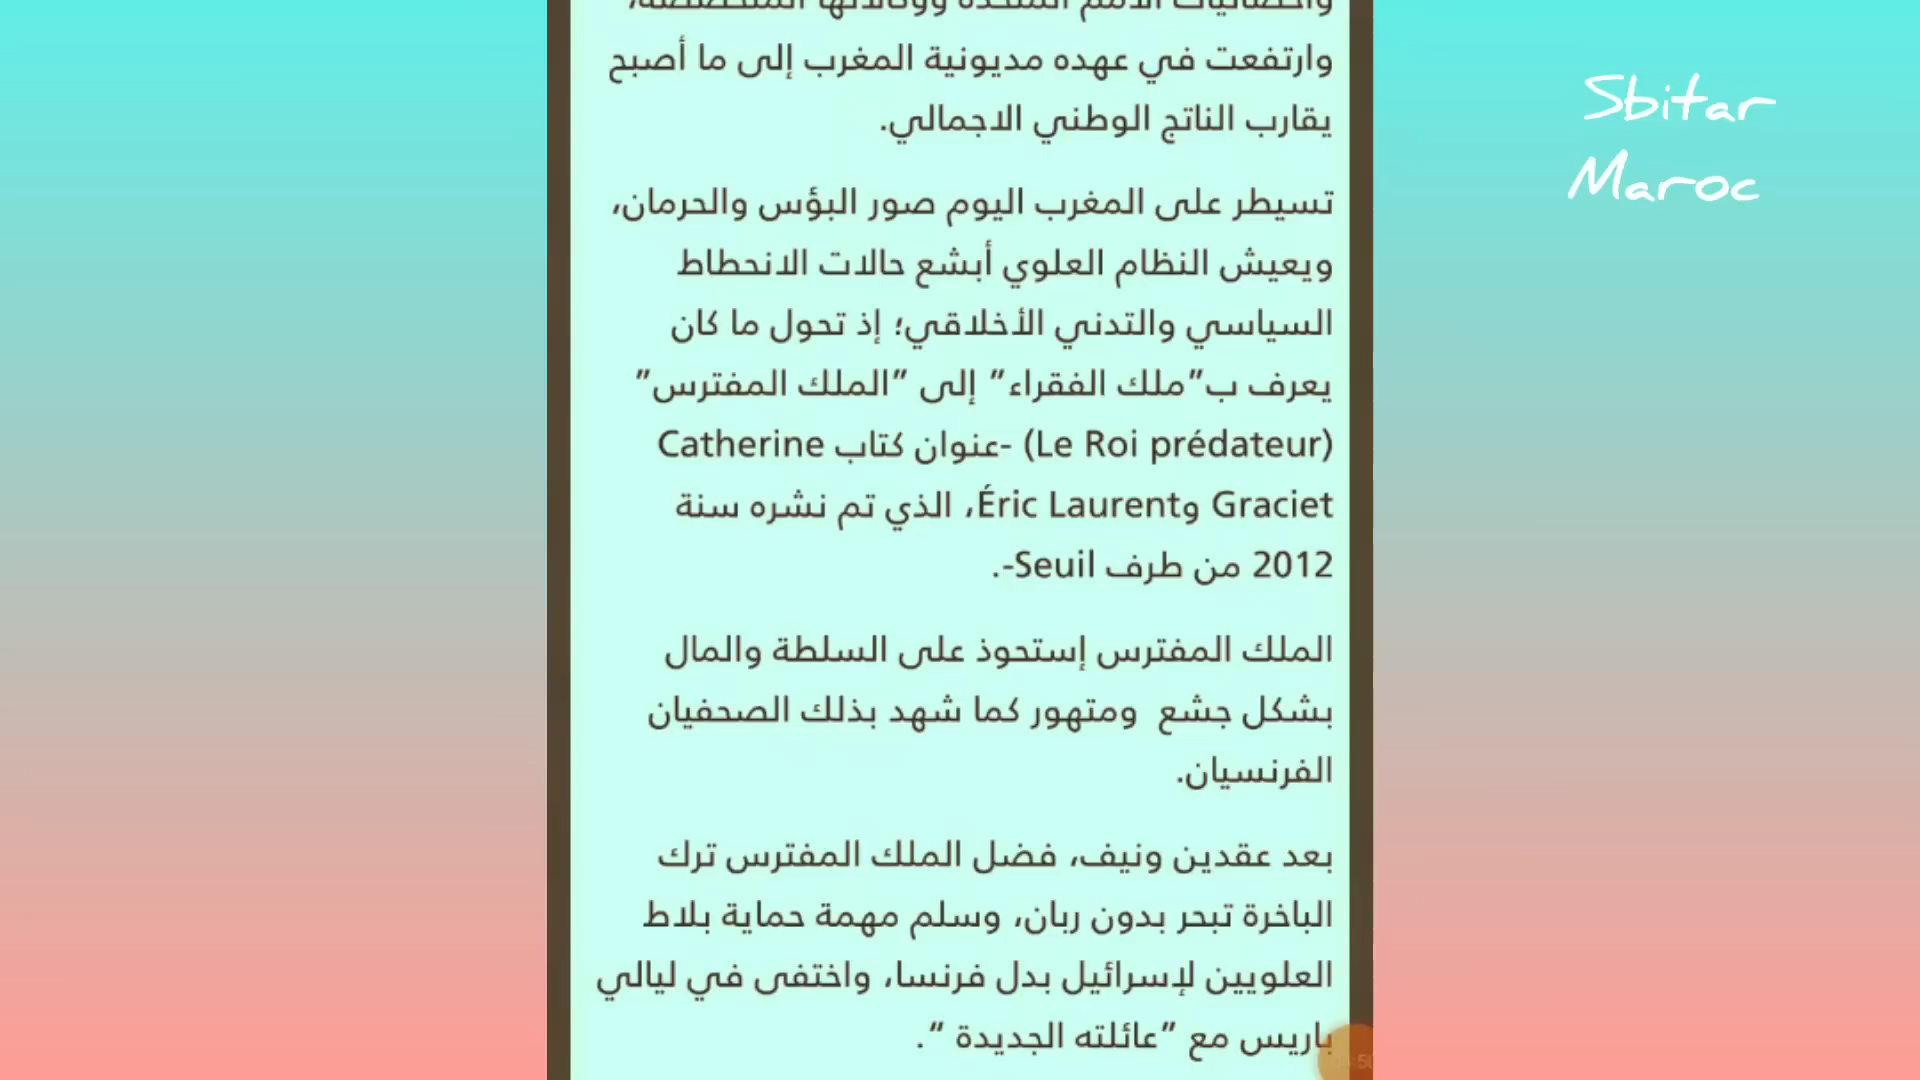 واحصائيات الأمم المتحدة ووكالاتها المتخصصة،
وارتفعت في عهده مديونية المغرب إلى ما أصبح
يقارب الناتج الوطني الاجمالي.
تسيطر على المغرب اليوم صور البؤس والحرمان،
ويعيش النظام العلوي أبشع حالات الانحطاط
السياسي والتدني الأخلاقي؛ إذ تحول ما كان
يعرف ب"ملك الفقراء" إلى "الملك المفترس"
(Le Roi prédateur) -عنوان كتاب Catherine
Graciet وÉric Laurent، الذي تم نشره سنة
2012 من طرف Seuil-.
الملك المفترس إستحوذ على السلطة والمال
بشكل جشع ومتهور كما شهد بذلك الصحفيان
الفرنسيان.
بعد عقدين ونيف، فضل الملك المفترس ترك
الباخرة تبحر بدون ربان، وسلم مهمة حماية بلاط
العلويين لإسرائيل بدل فرنسا، واختفى في ليالي
باريس مع "عائلته الجديدة ".
Sbitar
Maroc